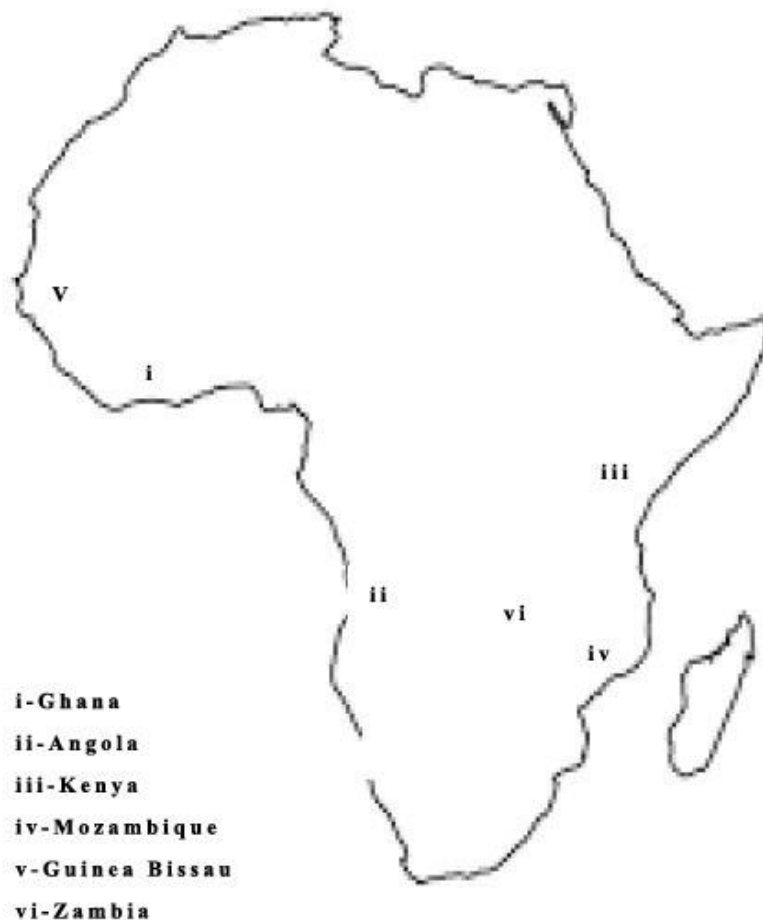 v
i
iii
ii
vi
iv
i-Ghana
ii-Angola
iii-Kenya
iv-Mozambique
v-Guinea Bissau
vi-Zambia